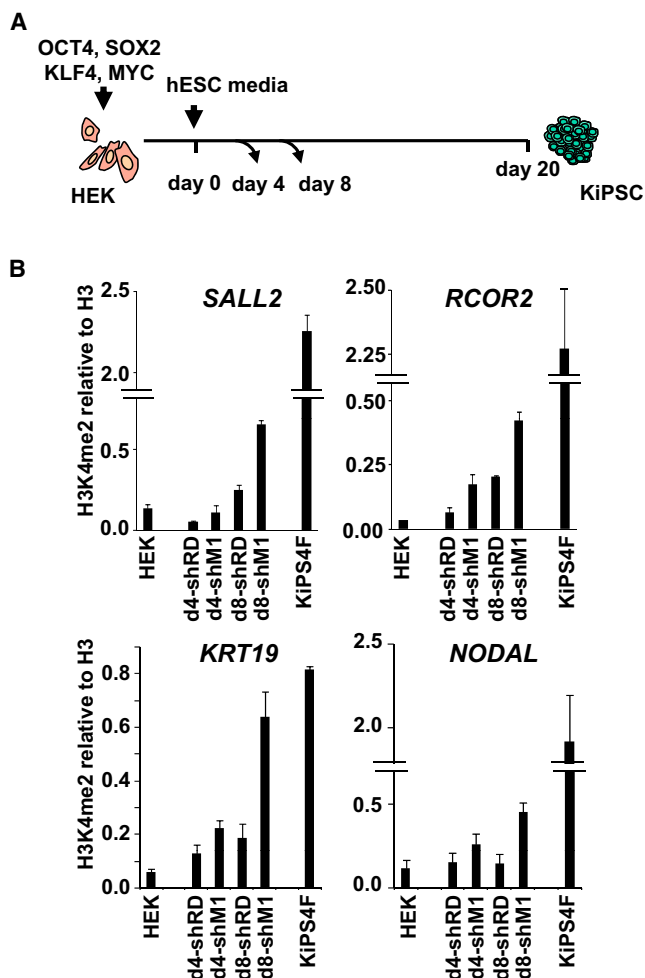 A
OCT4, SOX2
KLF4, MYC
hESC media
HEK
day 0 day 4 day 8
day 20
KiPSC
B
H3K4me2 relative to H3
SALL2
2.5
2.0
0.5
0.0
HEK
d4-shRD
d4-shM1
d8-shRD
d8-shM1
KiPS4F
RCOR2
2.50
2.25
0.50
0.25
0.00
HEK
d4-shRD
d4-shM1
d8-shRD
d8-shM1
KiPS4F
H3K4me2 relative to H3
KRT19
0.8
0.6
0.4
0.2
0.0
HEK
d4-shRD
d4-shM1
d8-shRD
d8-shM1
KiPS4F
NODAL
2.5
2.0
0.5
0.0
HEK
d4-shRD
d4-shM1
d8-shRD
d8-shM1
KiPS4F